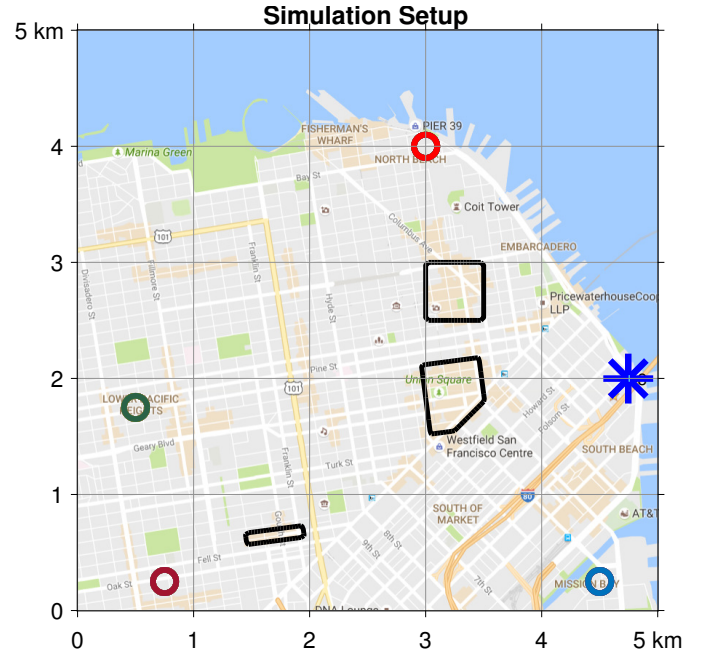 Simulation Setup
5 km
PIER 39
FISHERMAN'S
WHARF
Marina Green
NORTH BEACH
4
Bay St
Coit Tower
Columbus Ave
101
EMBARCADERO
3
Divisadero St
Fillmore St
Franklin St
Hyde St
PricewaterhouseCoop
LLP
Pine St
Union Square
2
101
LOWER PACIFIC
HEIGHTS
Howard St
Folsom St
Geary Blvd
Westfield San
Francisco Centre
SOUTH BEACH
Turk St
Franklin St
1
80
SOUTH OF
MARKET
AT&T
8th St
9th St
Fell St
Oak St
7th St
MISSION BAY
DNA Lounge
0
0
1
2
3
4
5 km